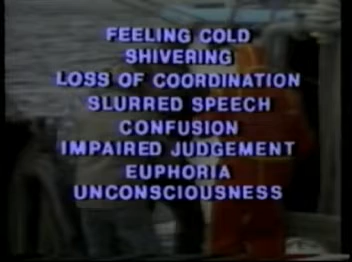 FEELING COLD
SHIVERING
LOSS OF COORDINATION
SLURRED SPEECH
CONFUSION
IMPAIRED JUDGEMENT
EUPHORIA
UNCONSCIOUSNESS